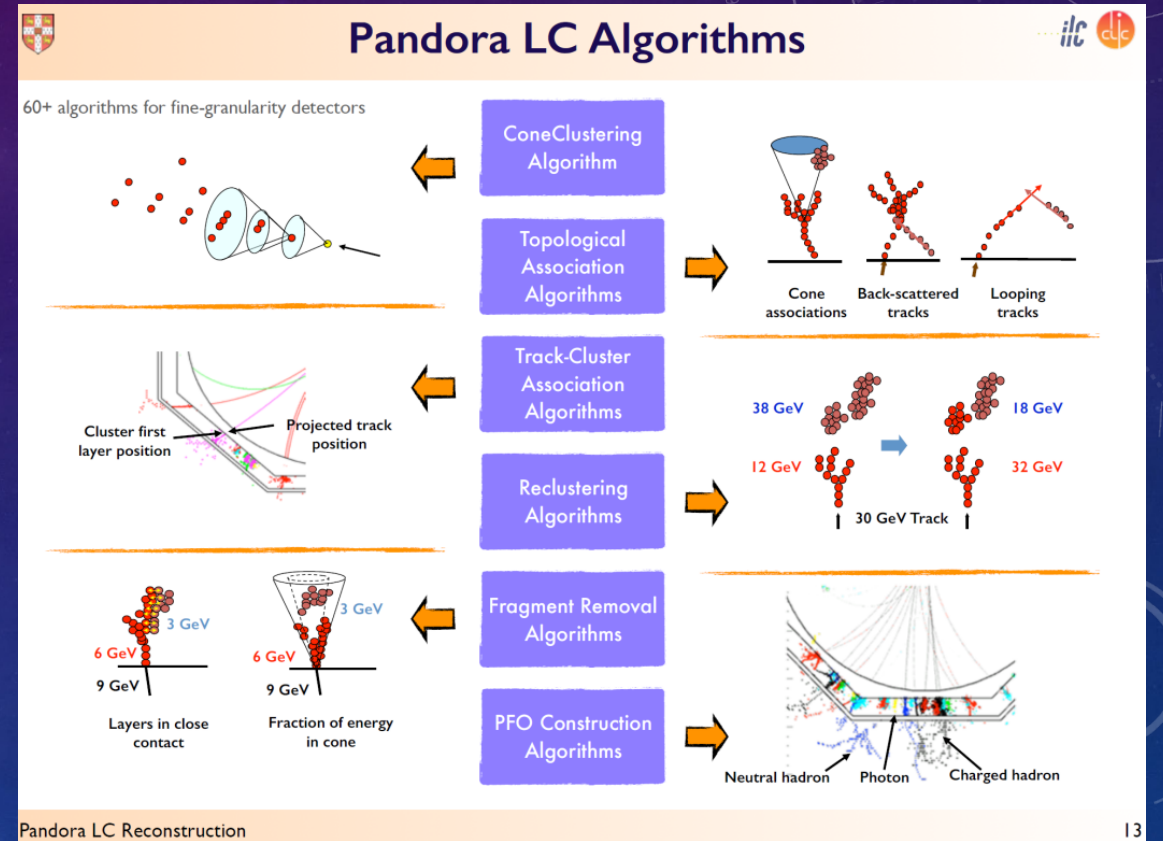 Pandora LC Algorithms
ilc
clic
60+ algorithms for fine-granularity detectors
ConeClustering
Algorithm
Topological
Association
Algorithms
Cone
associations
Back-scattered
tracks
Looping
tracks
Track-Cluster
Association
Algorithms
Cluster first
layer position
Projected track
position
38 GeV
18 GeV
12 GeV
32 GeV
30 GeV Track
Reclustering
Algorithms
Fragment Removal
Algorithms
3 GeV
6 GeV
9 GeV
Layers in close
contact
3 GeV
6 GeV
9 GeV
Fraction of energy
in cone
PFO Construction
Algorithms
Neutral hadron
Photon
Charged hadron
Pandora LC Reconstruction
13